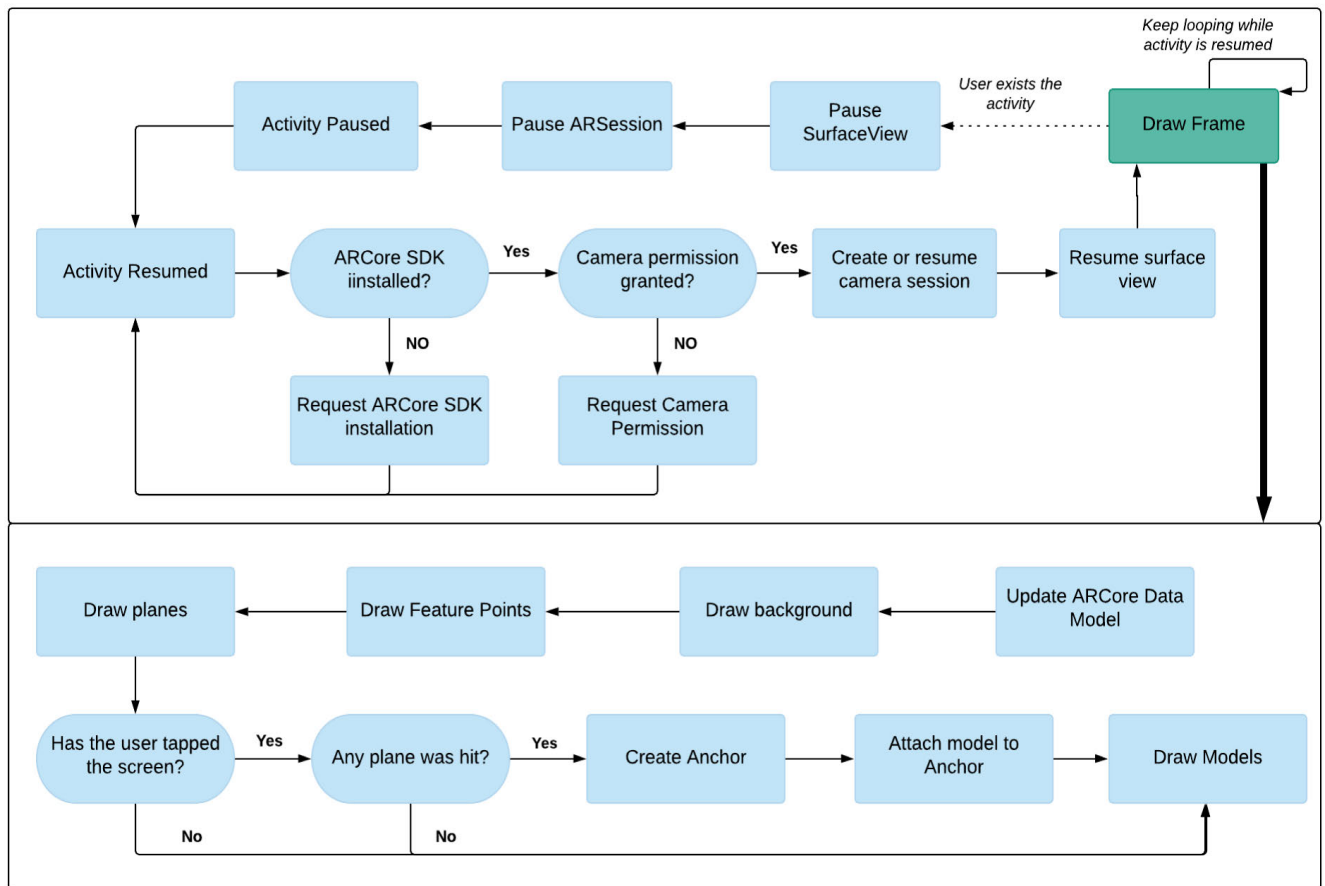 Keep looping while
activity is resumed
User exists the
activity
Activity Paused
Pause ARSession
Pause
SurfaceView
Draw Frame
Activity Resumed
ARCore SDK
iinstalled?
Yes
Camera permission
granted?
Yes
Create or resume
camera session
Resume surface
view
NO
NO
Request ARCore SDK
installation
Request Camera
Permission
Draw planes
Draw Feature Points
Draw background
Update ARCore Data
Model
Has the user tapped
the screen?
Yes
Any plane was hit?
Yes
Create Anchor
Attach model to
Anchor
Draw Models
No
No